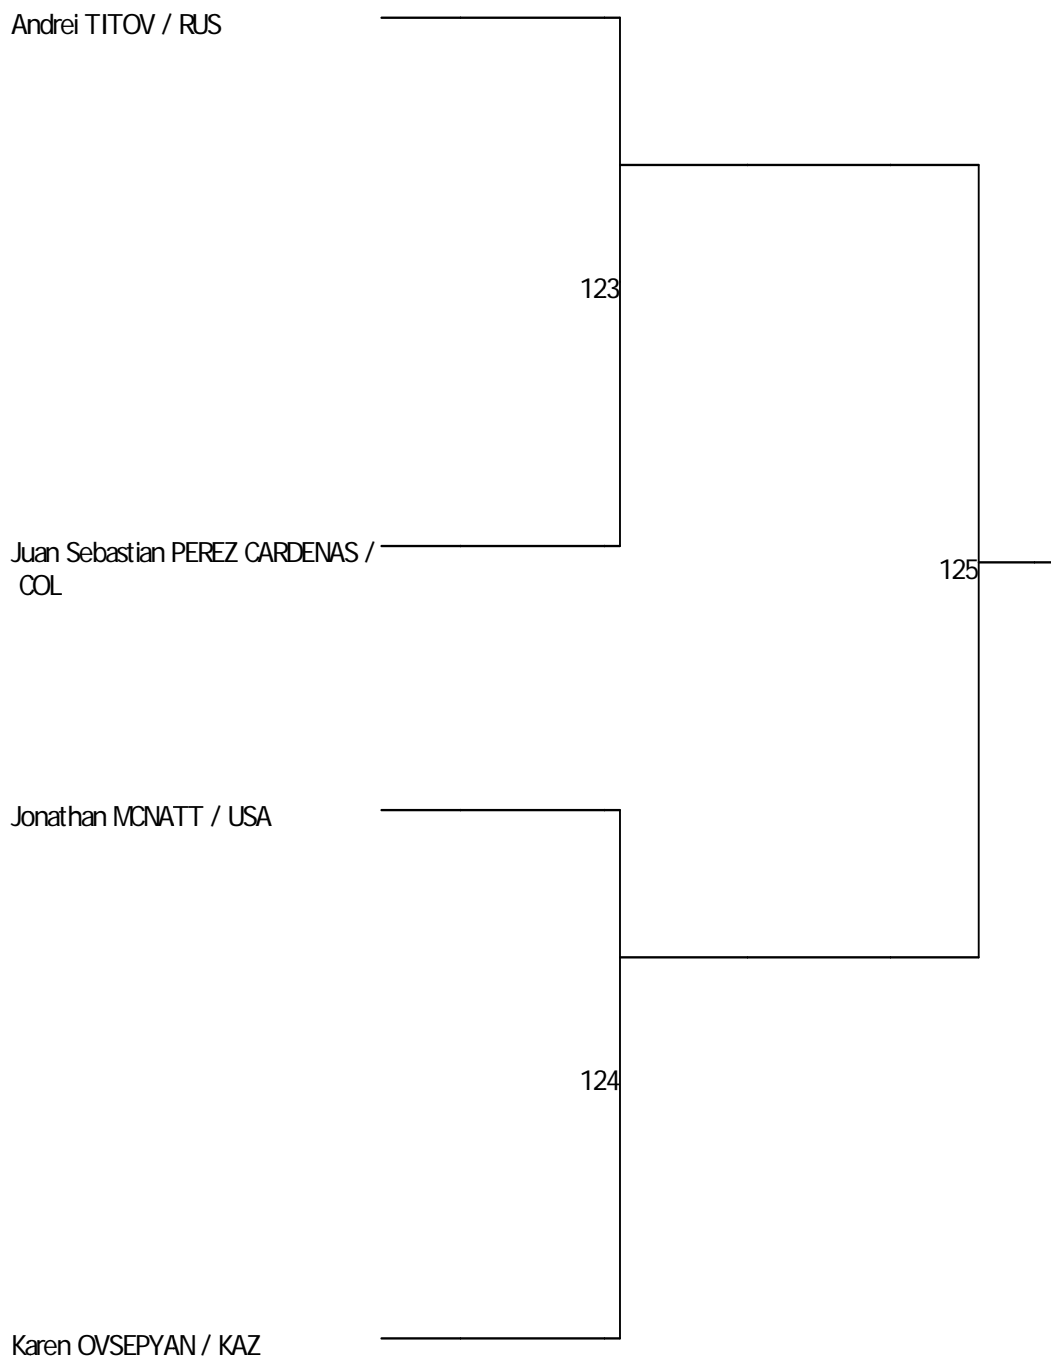 Andrei TITOV / RUS
123
Juan Sebastian PEREZ CARDENAS /
COL
125
Jonathan MCNATT / USA
124
Karen OVSEPYAN / KAZ